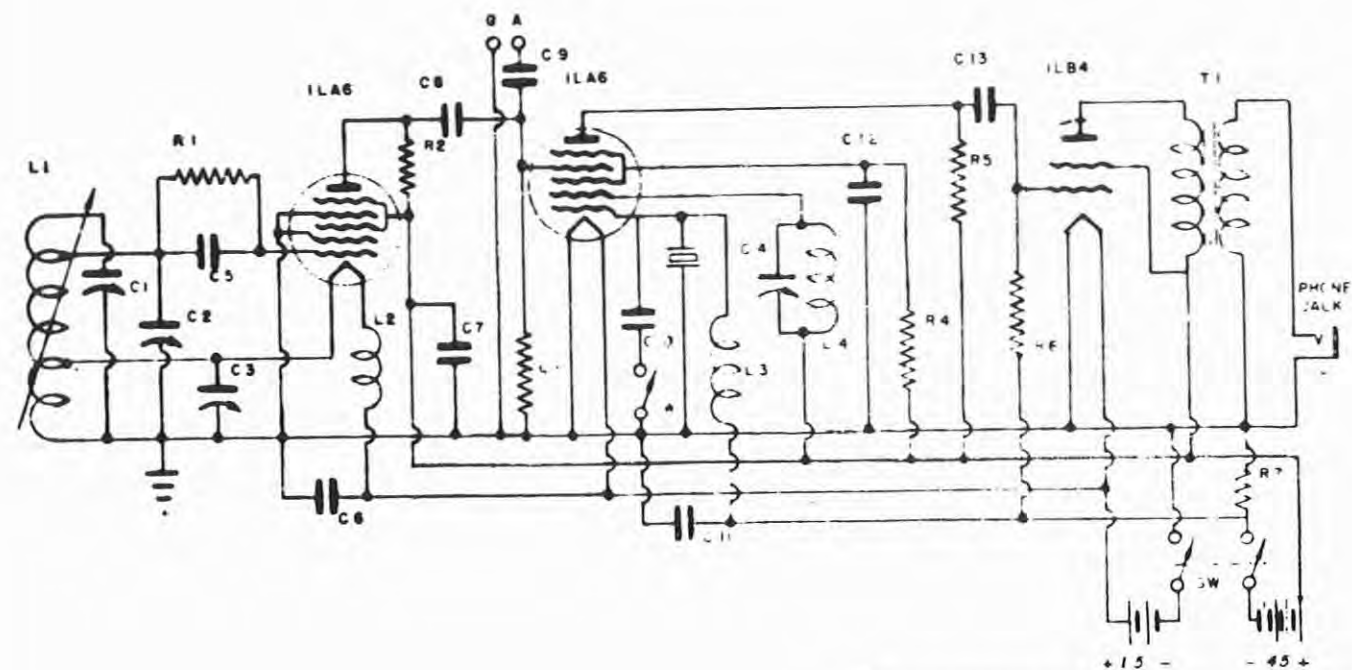 G A
C9
1LA6
C8
1LA6
C13
1LB4
T1
R1
R2
C12
R5
L1
C5
C4
C1
C2
L2
C7
R4
PHONE
JACK
C3
L4
R6
L3
R7
C6
C11
SW
+ 1 5 -
- 45 +